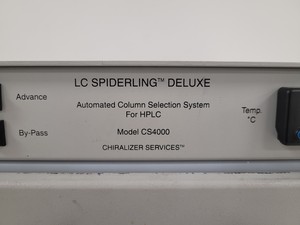 LC SPIDERLING™ DELUXE
Advance
Automated Column Selection System
For HPLC
Temp.
°C
By-Pass
Model CS4000
CHIRALIZER SERVICES™